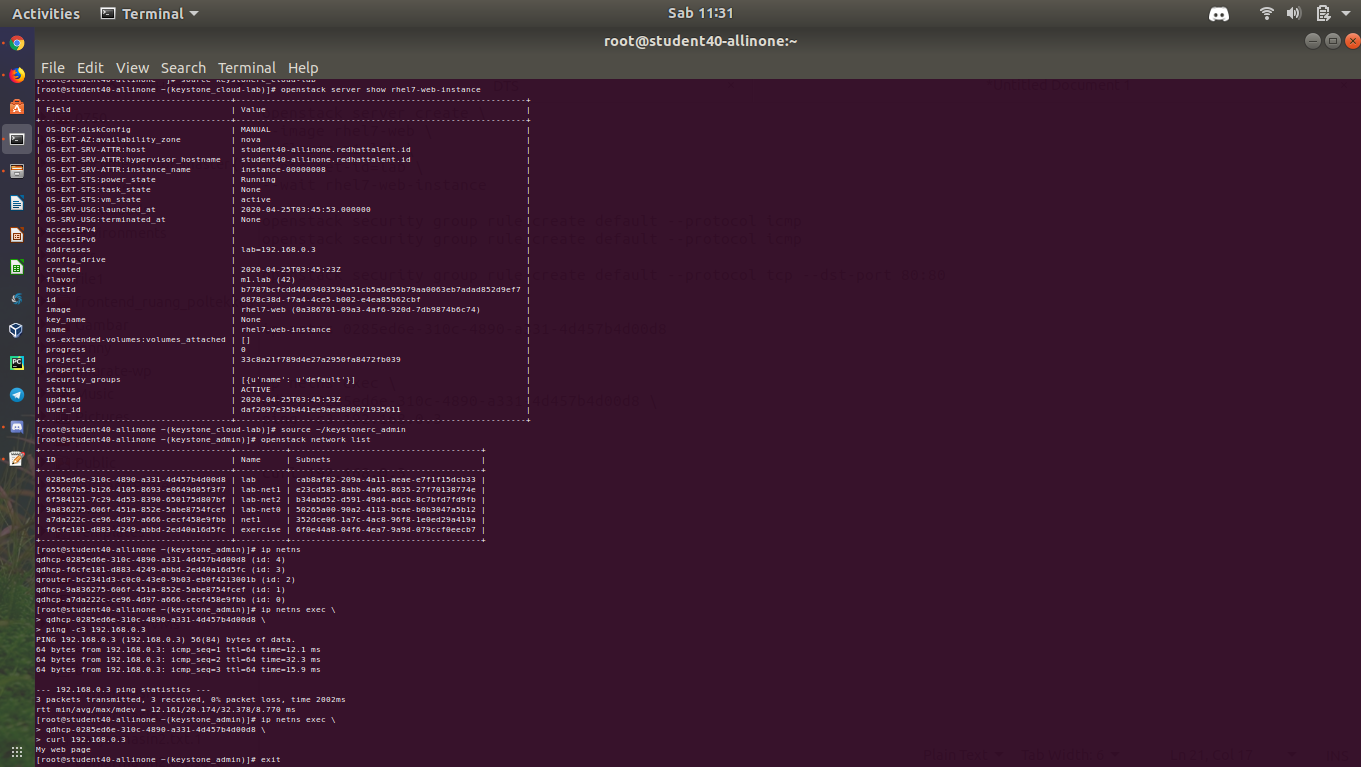 Activities Terminal Sab 11:31
root@student40-allinone:~
File Edit View Search Terminal Help
[root@student40-allinone ~]# source keystonerc_cloud-lab
[root@student40-allinone ~(keystone_cloud-lab)]# openstack server show rhel7-web-instance
+--------------------------------------+----------------------------------------------------------+
| Field | Value |
+--------------------------------------+----------------------------------------------------------+
| OS-DCF:diskConfig | MANUAL |
| OS-EXT-AZ:availability_zone | nova |
| OS-EXT-SRV-ATTR:host | student40-allinone.redhattalent.id |
| OS-EXT-SRV-ATTR:hypervisor_hostname | student40-allinone.redhattalent.id |
| OS-EXT-SRV-ATTR:instance_name | instance-00000008 |
| OS-EXT-STS:power_state | Running |
| OS-EXT-STS:task_state | None |
| OS-EXT-STS:vm_state | active |
| OS-SRV-USG:launched_at | 2020-04-25T03:45:53.000000 |
| OS-SRV-USG:terminated_at | None |
| accessIPv4 | |
| accessIPv6 | |
| addresses | lab=192.168.0.3 |
| config_drive | |
| created | 2020-04-25T03:45:23Z |
| flavor | m1.lab (42) |
| hostId | b7787bcfcdd4469403594a51cb5a6e95b79aa0063eb7adad852d9ef7 |
| id | 6878c38d-f7a4-4ce5-b002-e4ea85b62cbf |
| image | rhel7-web (0a386701-09a3-4af6-920d-7db9874b6c74) |
| key_name | None |
| name | rhel7-web-instance |
| os-extended-volumes:volumes_attached | [] |
| progress | 0 |
| project_id | 33c8a21f789d4e27a2950fa8472fb039 |
| properties | |
| security_groups | [{u'name': u'default'}] |
| status | ACTIVE |
| updated | 2020-04-25T03:45:53Z |
| user_id | daf2097e35b441ee9aea880071935611 |
+--------------------------------------+----------------------------------------------------------+
[root@student40-allinone ~(keystone_cloud-lab)]# source ~/keystonerc_admin
[root@student40-allinone ~(keystone_admin)]# openstack network list
+--------------------------------------+----------+--------------------------------------+
| ID | Name | Subnets |
+--------------------------------------+----------+--------------------------------------+
| 0285ed6e-310c-4890-a331-4d457b4d00d8 | lab | cab8af82-209a-4a11-aeae-e7f1f15dcb33 |
| 655607b5-b126-4105-8693-e0649d05f3f7 | lab-net1 | e23cd585-8abb-4a65-8635-27f70138774e |
| 6f584121-7c29-4d53-8390-650175d807bf | lab-net2 | b34abd52-d591-49d4-adcb-8c7bfd7fd9fb |
| 9a836275-606f-451a-852e-5abe8754fcef | lab-net0 | 50265a00-90a2-4113-bcae-b0b3047a5b12 |
| a7da222c-ce96-4d97-a666-cecf458e9fbb | net1 | 352dce06-1a7c-4ac8-96f8-1e0ed29a419a |
| f6cfe181-d883-4249-abbd-2ed40a16d5fc | exercise | 6f0e44a8-04f6-4ea7-9a9d-079ccf0eecb7 |
+--------------------------------------+----------+--------------------------------------+
[root@student40-allinone ~(keystone_admin)]# ip netns
qdhcp-0285ed6e-310c-4890-a331-4d457b4d00d8 (id: 4)
qdhcp-f6cfe181-d883-4249-abbd-2ed40a16d5fc (id: 3)
qrouter-bc2341d3-c0c0-43e0-9b03-eb0f4213001b (id: 2)
qdhcp-9a836275-606f-451a-852e-5abe8754fcef (id: 1)
qdhcp-a7da222c-ce96-4d97-a666-cecf458e9fbb (id: 0)
[root@student40-allinone ~(keystone_admin)]# ip netns exec \
> qdhcp-0285ed6e-310c-4890-a331-4d457b4d00d8 \
> ping -c3 192.168.0.3
PING 192.168.0.3 (192.168.0.3) 56(84) bytes of data.
64 bytes from 192.168.0.3: icmp_seq=1 ttl=64 time=12.1 ms
64 bytes from 192.168.0.3: icmp_seq=2 ttl=64 time=32.3 ms
64 bytes from 192.168.0.3: icmp_seq=3 ttl=64 time=15.9 ms
--- 192.168.0.3 ping statistics ---
3 packets transmitted, 3 received, 0% packet loss, time 2002ms
rtt min/avg/max/mdev = 12.161/20.174/32.378/8.770 ms
[root@student40-allinone ~(keystone_admin)]# ip netns exec \
> qdhcp-0285ed6e-310c-4890-a331-4d457b4d00d8 \
> curl 192.168.0.3
My web page
[root@student40-allinone ~(keystone_admin)]# exit